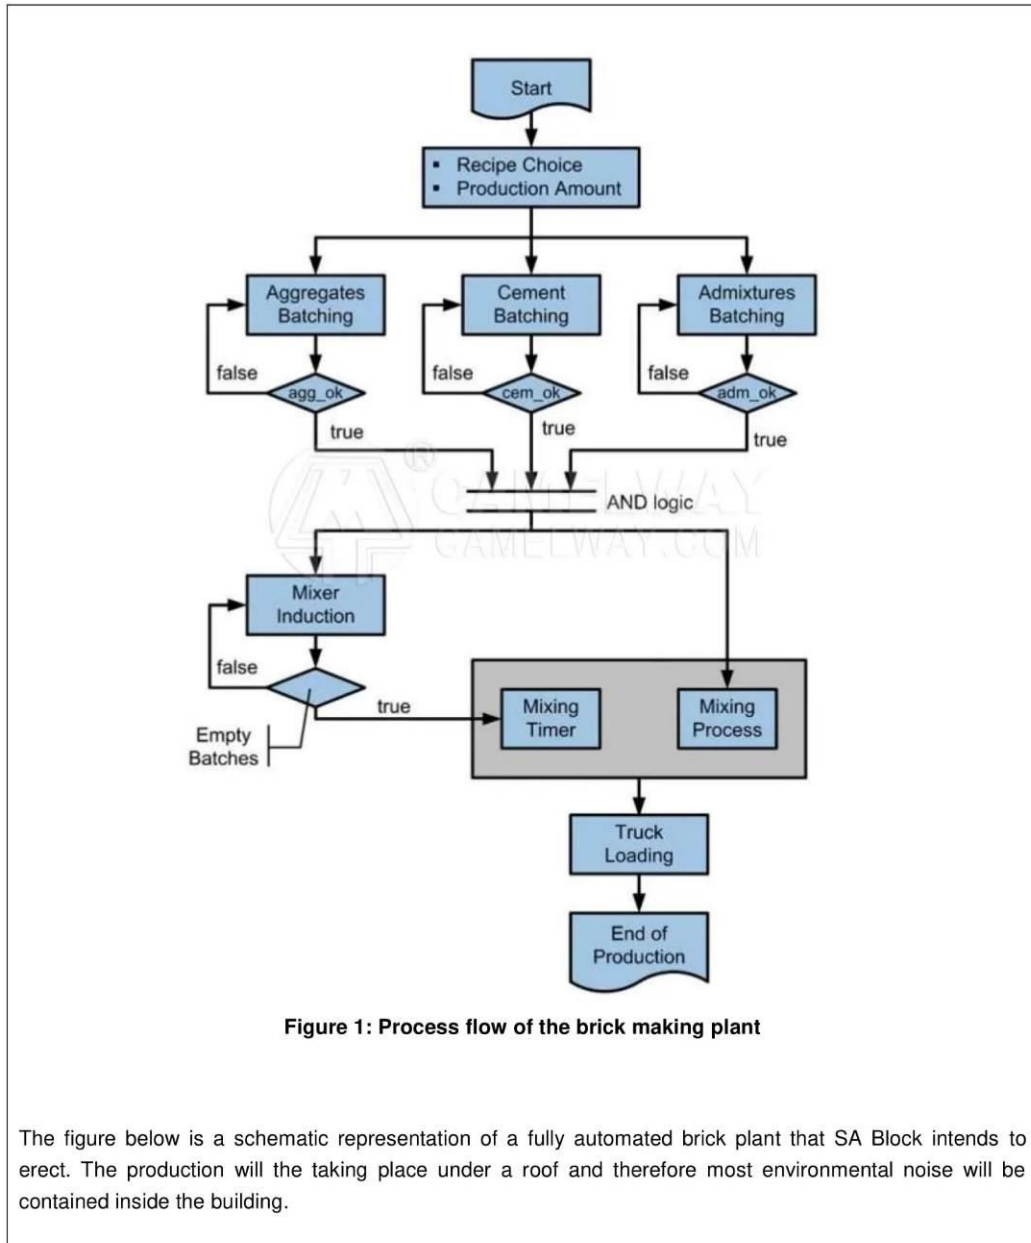 Start
▪ Recipe Choice
▪ Production Amount
Aggregates
Batching
Cement
Batching
Admixtures
Batching
false
false
false
agg_ok
cem_ok
adm_ok
true
true
true
®
CAMELWAY
AND logic
CAMELWAY.COM
Mixer
Induction
false
true
Mixing
Timer
Mixing
Process
Empty
Batches
Truck
Loading
End of
Production
Figure 1: Process flow of the brick making plant
The figure below is a schematic representation of a fully automated brick plant that SA Block intends to
erect. The production will the taking place under a roof and therefore most environmental noise will be
contained inside the building.